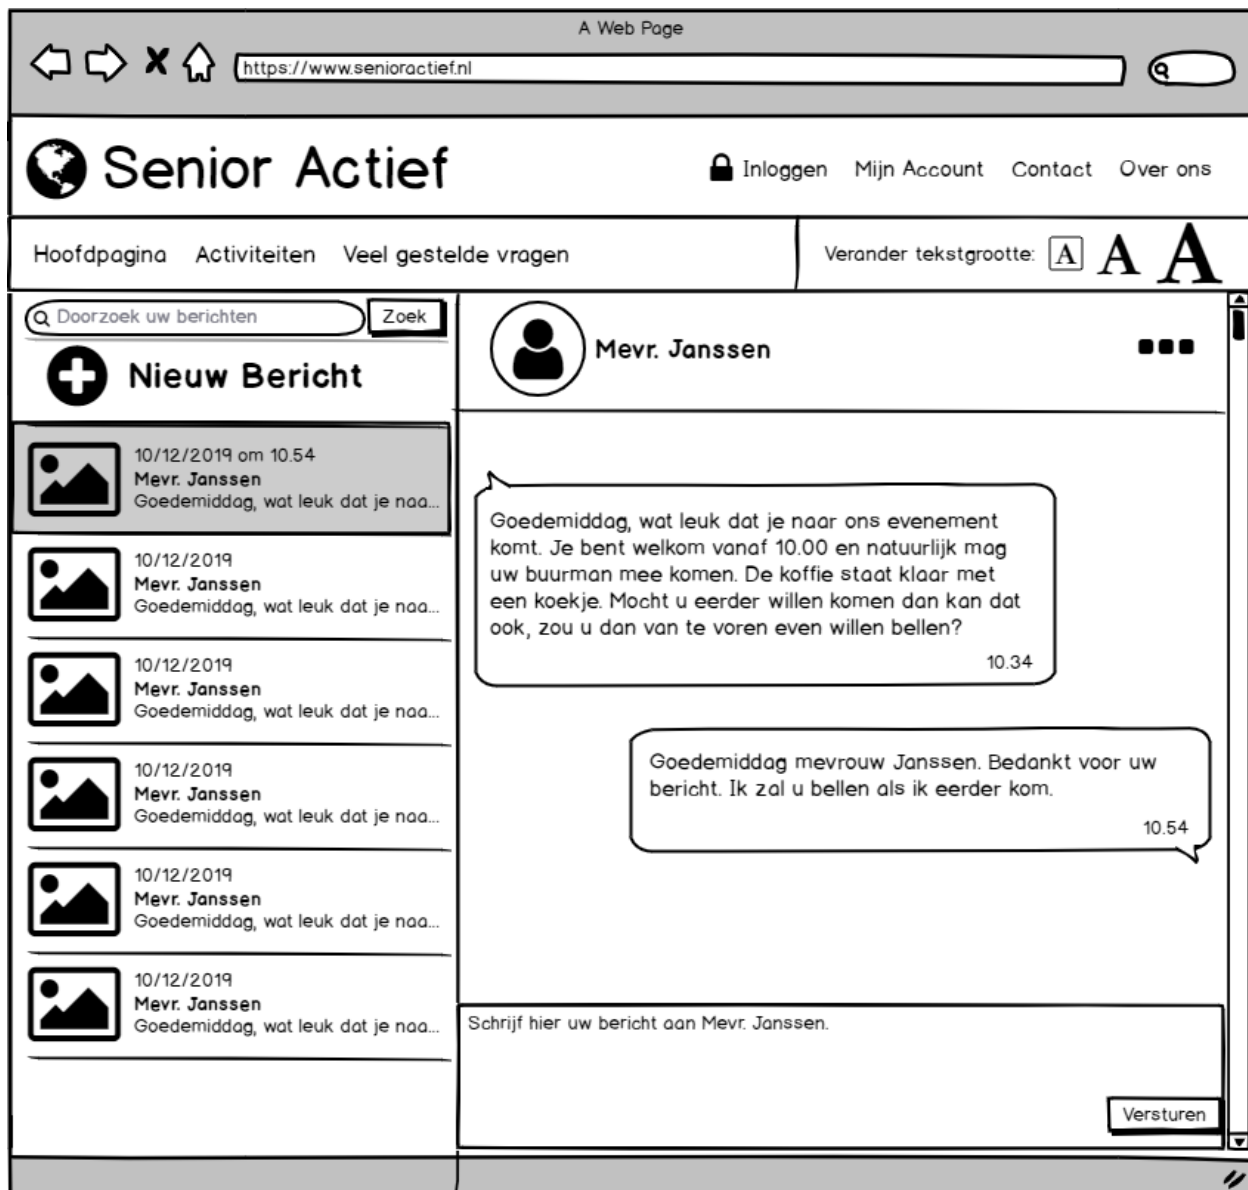 A Web Page
https://www.senioractief.nl
Senior Actief
Inloggen Mijn Account Contact Over ons
Hoofdpagina Activiteiten Veel gestelde vragen
Verander tekstgrootte: A A A
Doorzoek uw berichten Zoek
Nieuw Bericht
10/12/2019 om 10.54
Mevr. Janssen
Goedemiddag, wat leuk dat je naa...
10/12/2019
Mevr. Janssen
Goedemiddag, wat leuk dat je naa...
10/12/2019
Mevr. Janssen
Goedemiddag, wat leuk dat je naa...
10/12/2019
Mevr. Janssen
Goedemiddag, wat leuk dat je naa...
10/12/2019
Mevr. Janssen
Goedemiddag, wat leuk dat je naa...
10/12/2019
Mevr. Janssen
Goedemiddag, wat leuk dat je naa...
Mevr. Janssen
Goedemiddag, wat leuk dat je naar ons evenement
komt. Je bent welkom vanaf 10.00 en natuurlijk mag
uw buurman mee komen. De koffie staat klaar met
een koekje. Mocht u eerder willen komen dan kan dat
ook, zou u dan van te voren even willen bellen?
10.34
Goedemiddag mevrouw Janssen. Bedankt voor uw
bericht. Ik zal u bellen als ik eerder kom.
10.54
Schrijf hier uw bericht aan Mevr. Janssen.
Versturen